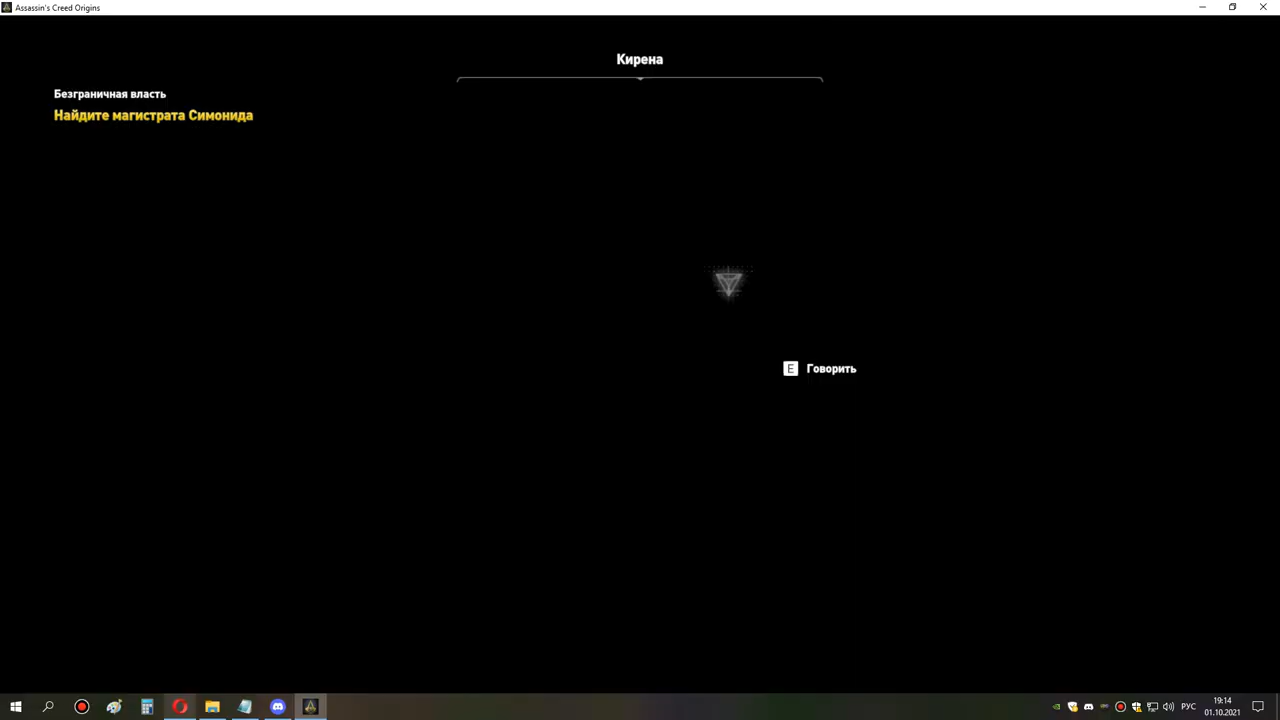 Assassin's Creed Origins
Кирена
Безграничная власть
Найдите магистрата Симонида
E Говорить
РУС
19:14
01.10.2021